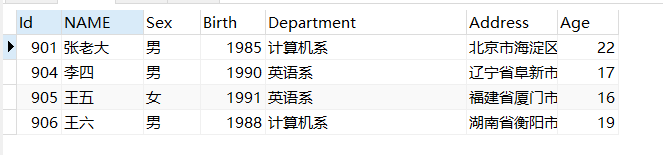 Id NAME Sex Birth Department Address Age
901 张老大 男 1985 计算机系 北京市海淀区 22
904 李四 男 1990 英语系 辽宁省阜新市 17
905 王五 女 1991 英语系 福建省厦门市 16
906 王六 男 1988 计算机系 湖南省衡阳市 19